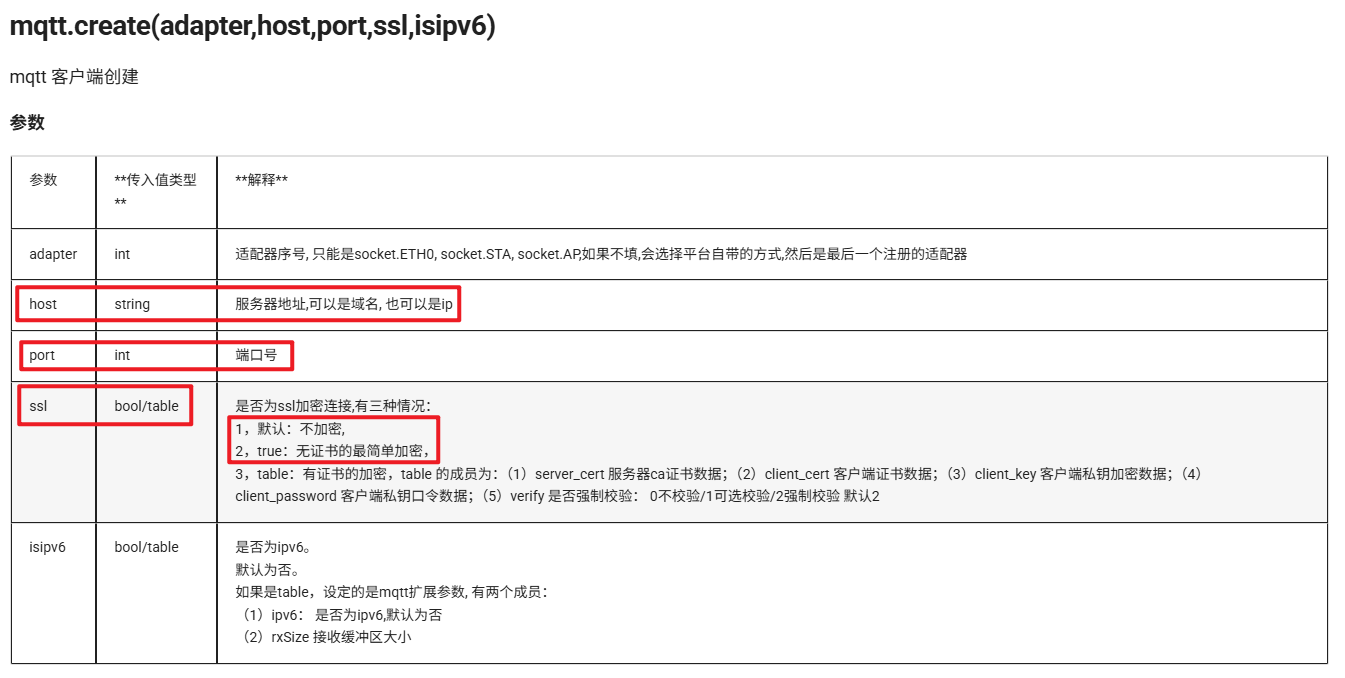 mqtt.create(adapter,host,port,ssl,isipv6)
mqtt 客户端创建
参数
参数 **传入值类型 **解释**
**
adapter int 适配器序号, 只能是socket.ETH0, socket.STA, socket.AP,如果不填,会选择平台自带的方式,然后是最后一个注册的适配器
host string 服务器地址,可以是域名, 也可以是ip
port int 端口号
ssl bool/table 是否为ssl加密连接,有三种情况：
1，默认：不加密,
2，true：无证书的最简单加密，
3，table：有证书的加密，table 的成员为：（1）server_cert 服务器ca证书数据；（2）client_cert 客户端证书数据；（3）client_key 客户端私钥加密数据；（4）
client_password 客户端私钥口令数据；（5）verify 是否强制校验： 0不校验/1可选校验/2强制校验 默认2
isipv6 bool/table 是否为ipv6。
默认为否。
如果是table，设定的是mqtt扩展参数, 有两个成员：
（1）ipv6： 是否为ipv6,默认为否
（2）rxSize 接收缓冲区大小